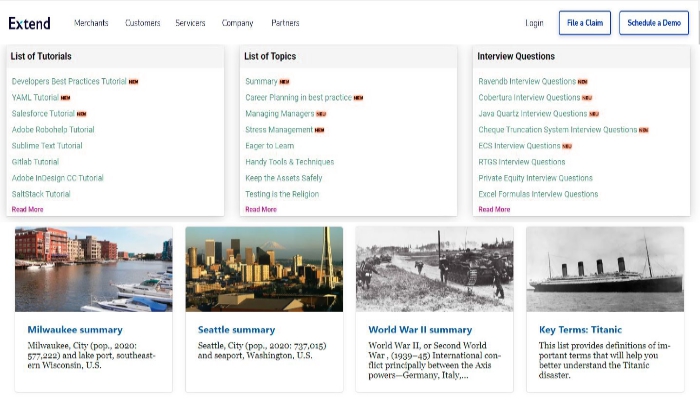 Extend
Merchants Customers Servicers Company Partners Login File a Claim Schedule a Demo
List of Tutorials
Developers Best Practices Tutorial NEW
YAML Tutorial NEW
Salesforce Tutorial NEW
Adobe Robohelp Tutorial
Sublime Text Tutorial
GItlab Tutorial
Adobe InDesign CC Tutorial
SaltStack Tutorial
Read More
List of Topics
Summary NEW
Career Planning in best practice NEW
Managing Managers NEW
Stress Management NEW
Eager to Learn
Handy Tools & Techniques
Keep the Assets Safely
Testing is the Religion
Read More
Interview Questions
Ravendb Interview Questions NEW
Cobertura Interview Questions NEW
Java Quartz Interview Questions NEW
Cheque Truncation System Interview Questions NEW
ECS Interview Questions NEW
RTGS Interview Questions
Private Equity Interview Questions
Excel Formulas Interview Questions
Read More
Milwaukee summary
Milwaukee, City (pop., 2020:
577,222) and lake port, southeast-
ern Wisconsin, U.S.
Seattle summary
Seattle, City (pop., 2020: 737,015)
and seaport, Washington, U.S.
World War II summary
World War II, or Second World
War , (1939–45) International con-
flict principally between the Axis
powers—Germany, Italy,...
Key Terms: Titanic
This list provides definitions of im-
portant terms that will help you
better understand the Titanic
disaster.